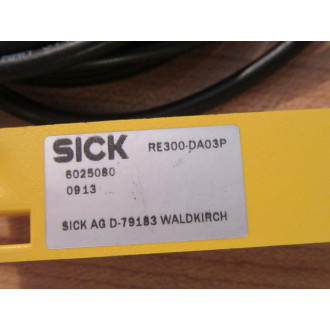 SICK RE300-DA03P
6025080
0913
SICK AG D-79183 WALDKIRCH